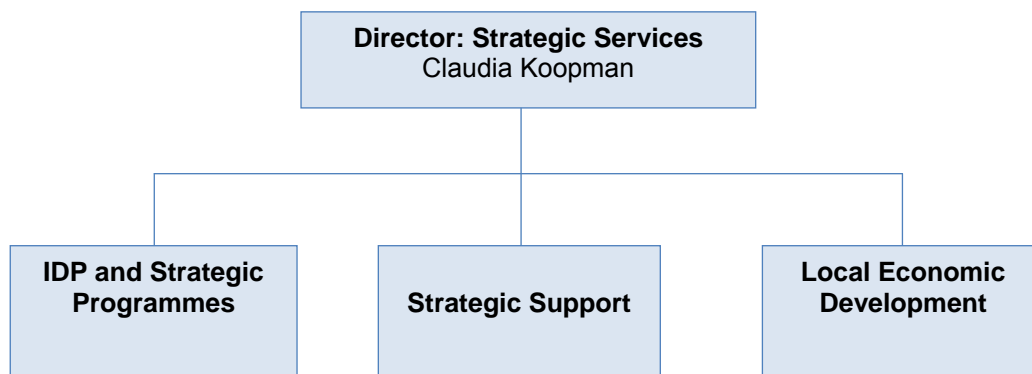 Director: Strategic Services
Claudia Koopman
IDP and Strategic
Programmes
Strategic Support
Local Economic
Development